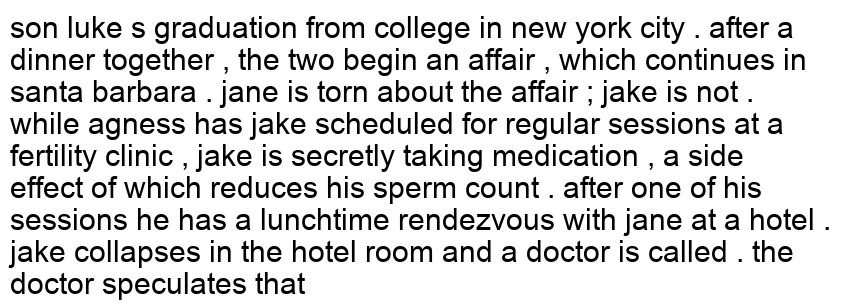 son luke s graduation from college in new york city . after a
dinner together , the two begin an affair , which continues in
santa barbara . jane is torn about the affair ; jake is not .
while agness has jake scheduled for regular sessions at a
fertility clinic , jake is secretly taking medication , a side
effect of which reduces his sperm count . after one of his
sessions he has a lunchtime rendezvous with jane at a hotel .
jake collapses in the hotel room and a doctor is called . the
doctor speculates that